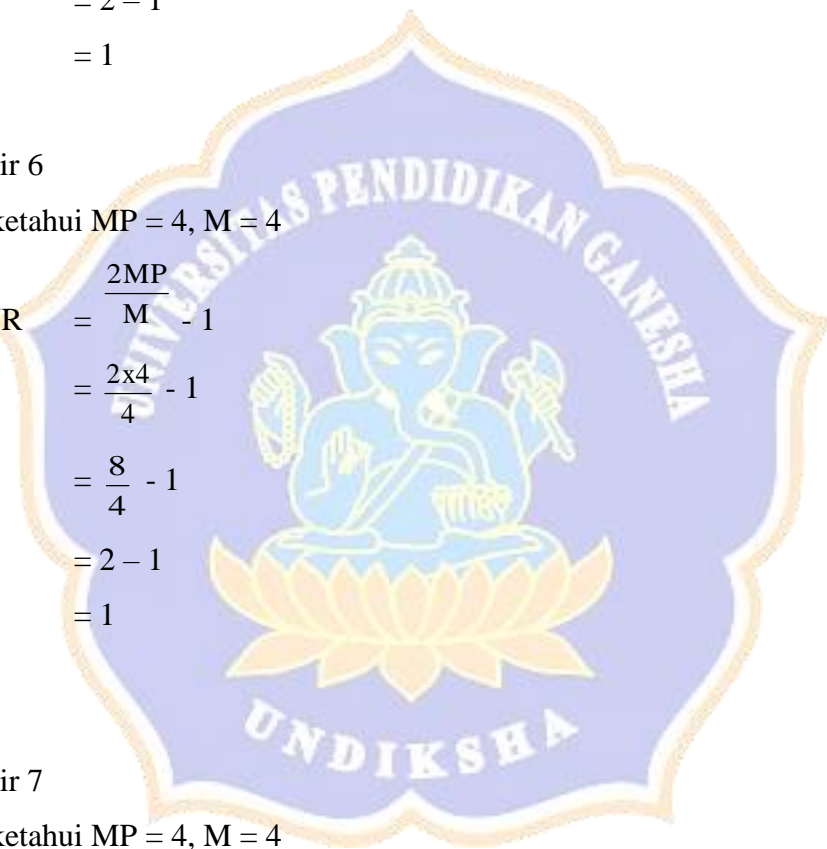 = 2 – 1
= 1
ir 6
ketahui MP = 4, M = 4
R = 2MP/M - 1
= 2x4/4 - 1
= 8/4 - 1
= 2 – 1
= 1
ir 7
ketahui MP = 4, M = 4
UNIVERSITAS PENDIDIKAN GANESHA
UNDIKSHA